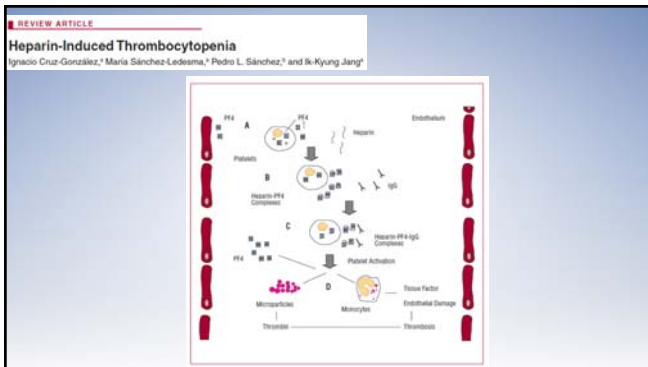 REVIEW ARTICLE
Heparin-Induced Thrombocytopenia
Ignacio Cruz-González,a María Sánchez-Ledesma,a Pedro L. Sánchez,b and Ik-Kyung Janga
PF4
A
PF4
Heparin
Endothelium
Platelets
B
IgG
Heparin-PF4
Complexes
C
Heparin-PF4-IgG
Complexes
PF4
Platelet Activation
D
Tissue Factor
Microparticles
Monocytes
Endothelial Damage
Thrombin
Thrombosis